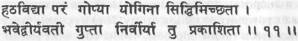 हठविद्या परं गोप्या योगिना सिद्धिमिच्छता ।
भवेद्वीर्यवती गुप्ता निर्वीर्या तु प्रकाशिता ।। ११ ।।